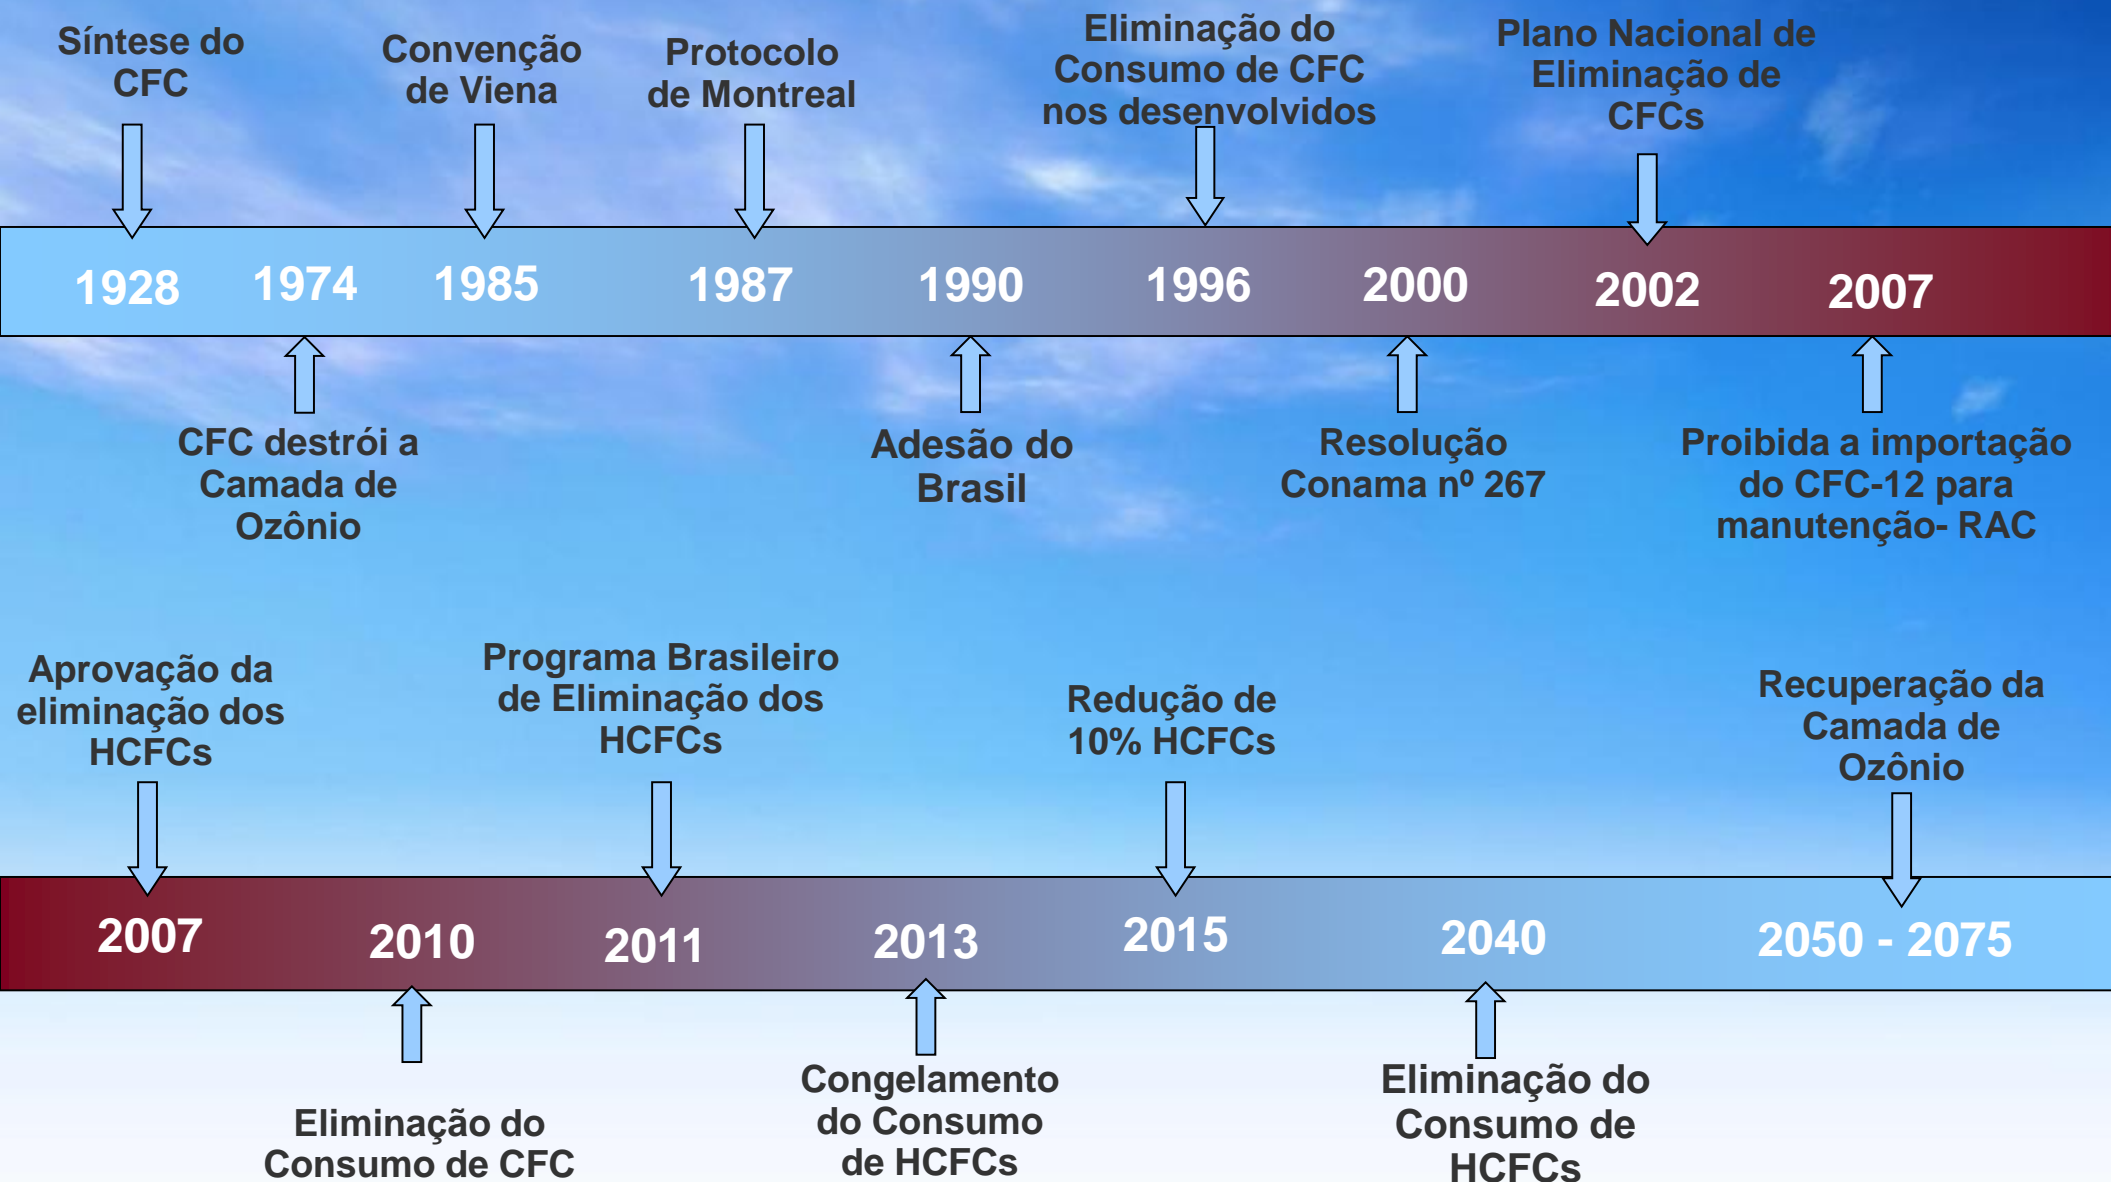 Síntese do
CFC
Convenção
de Viena
Protocolo
de Montreal
Eliminação do
Consumo de CFC
nos desenvolvidos
Plano Nacional de
Eliminação de
CFCs
1928
1974
1985
1987
1990
1996
2000
2002
2007
CFC destrói a
Camada de
Ozônio
Adesão do
Brasil
Resolução
Conama nº 267
Proibida a importação
do CFC-12 para
manutenção- RAC
Aprovação da
eliminação dos
HCFCs
Programa Brasileiro
de Eliminação dos
HCFCs
Redução de
10% HCFCs
Recuperação da
Camada de
Ozônio
2007
2010
2011
2013
2015
2040
2050 - 2075
Eliminação do
Consumo de CFC
Congelamento
do Consumo
de HCFCs
Eliminação do
Consumo de
HCFCs